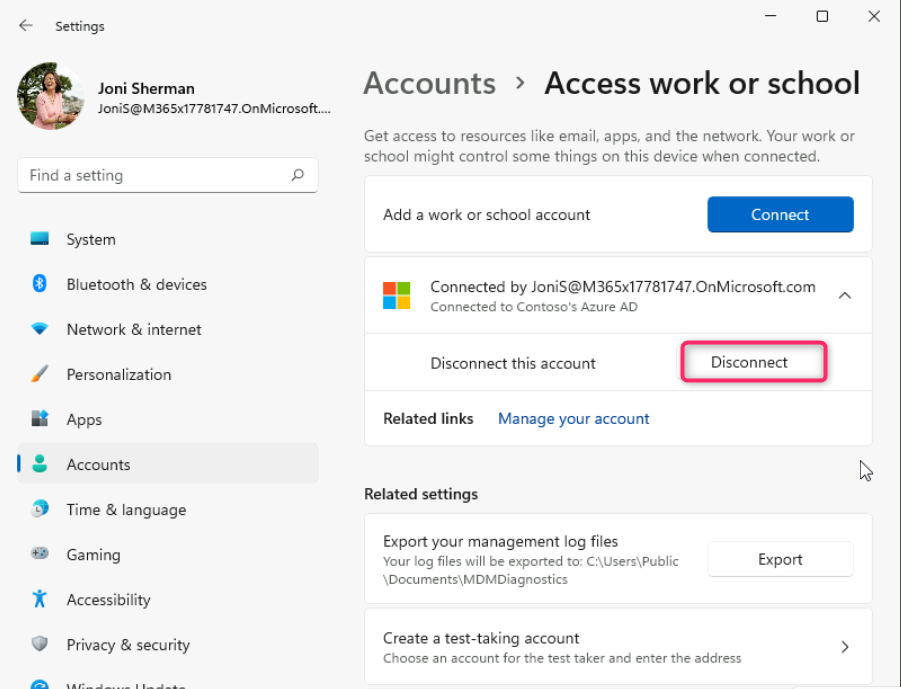 Settings
Joni Sherman
JoniS@M365x17781747.OnMicrosoft....
Find a setting
System
Bluetooth & devices
Network & internet
Personalization
Apps
Accounts
Time & language
Gaming
Accessibility
Privacy & security
Windows Update
Accounts › Access work or school
Get access to resources like email, apps, and the network. Your work or
school might control some things on this device when connected.
Add a work or school account
Connect
Connected by JoniS@M365x17781747.OnMicrosoft.com
Connected to Contoso's Azure AD
Disconnect this account
Disconnect
Related links
Manage your account
Related settings
Export your management log files
Your log files will be exported to: C:\Users\Public
\Documents\MDMDiagnostics
Export
Create a test-taking account
Choose an account for the test taker and enter the address